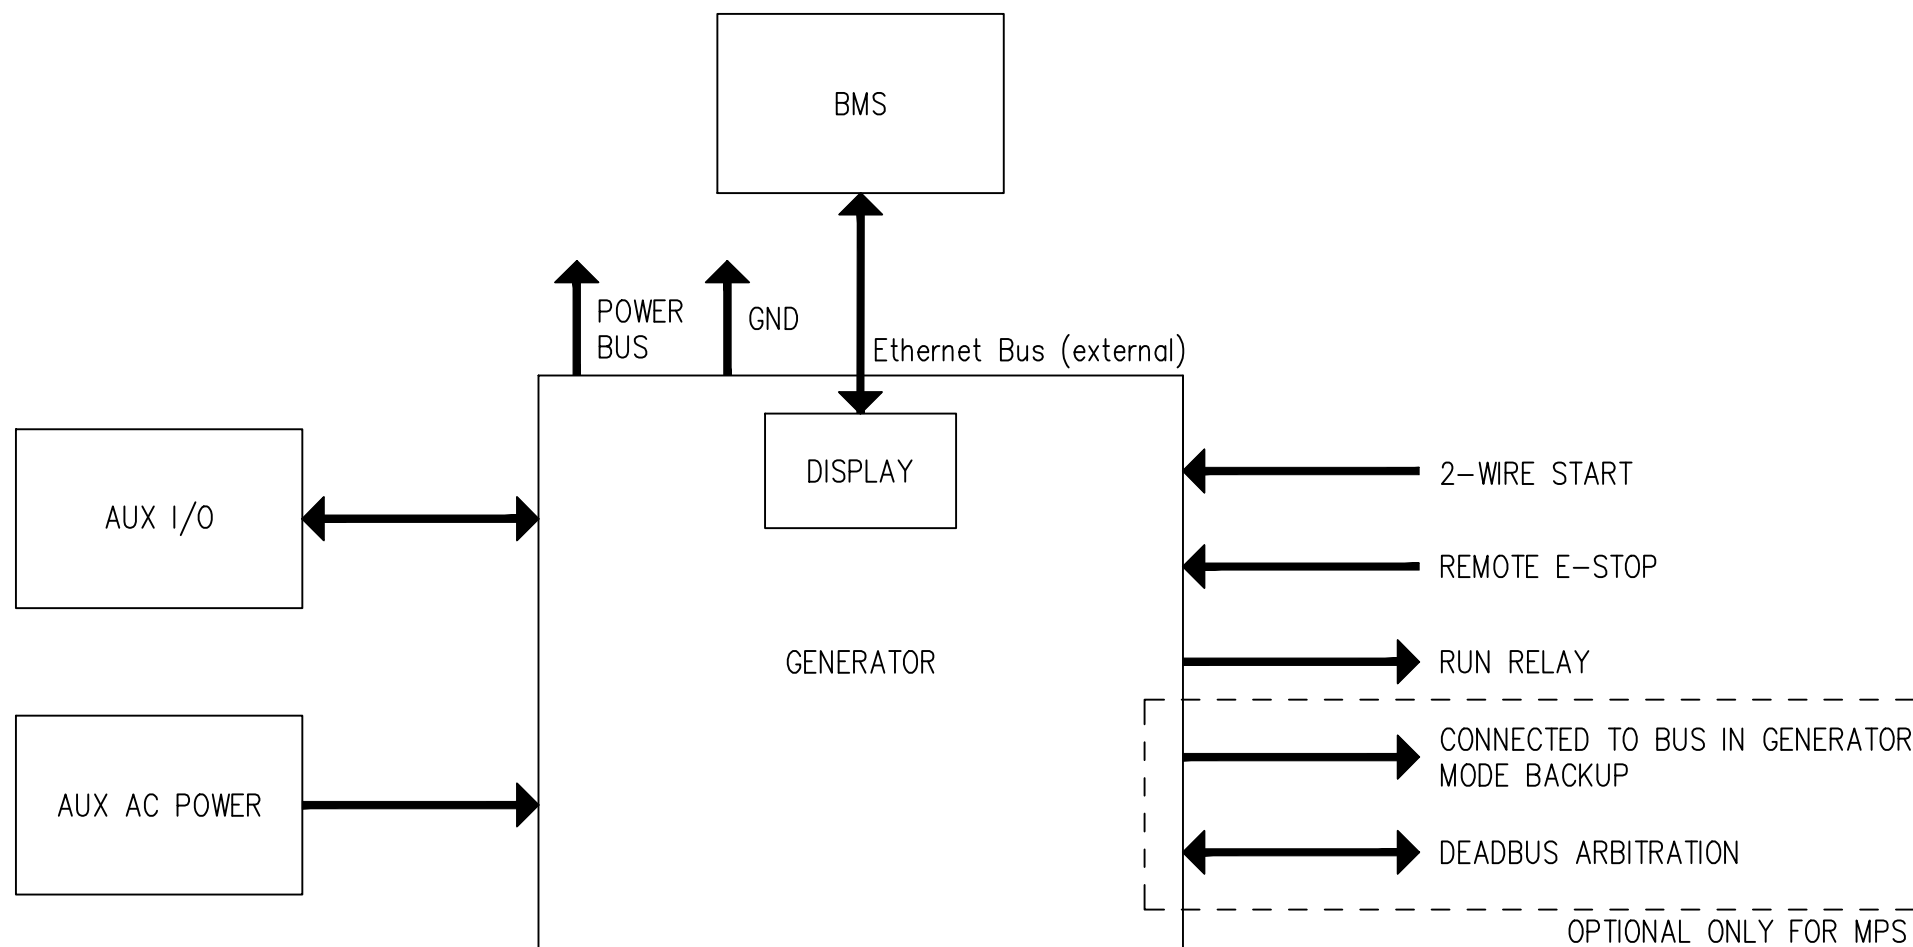 BMS
POWER
BUS
GND
Ethernet Bus (external)
DISPLAY
AUX I/O
2-WIRE START
REMOTE E-STOP
GENERATOR
RUN RELAY
CONNECTED TO BUS IN GENERATOR
MODE BACKUP
AUX AC POWER
DEADBUS ARBITRATION
OPTIONAL ONLY FOR MPS